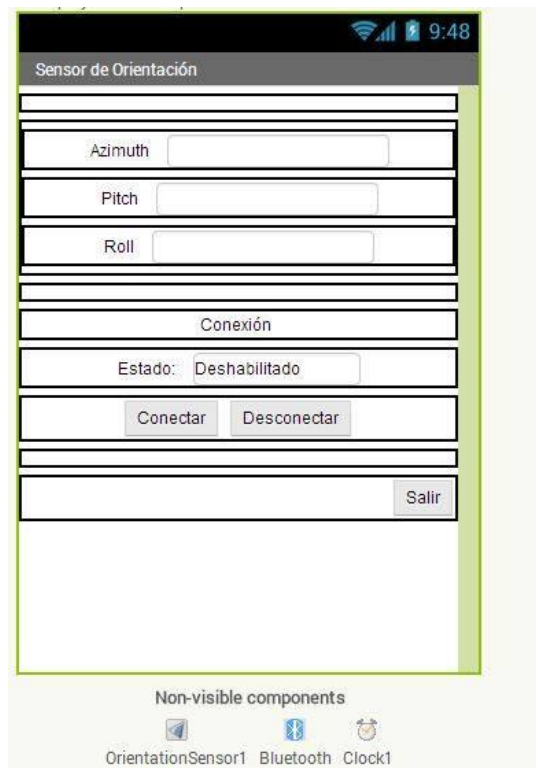 9:48
Sensor de Orientación
Azimuth
Pitch
Roll
Conexión
Estado: Deshabilitado
Conectar Desconectar
Salir
Non-visible components
OrientationSensor1 Bluetooth Clock1